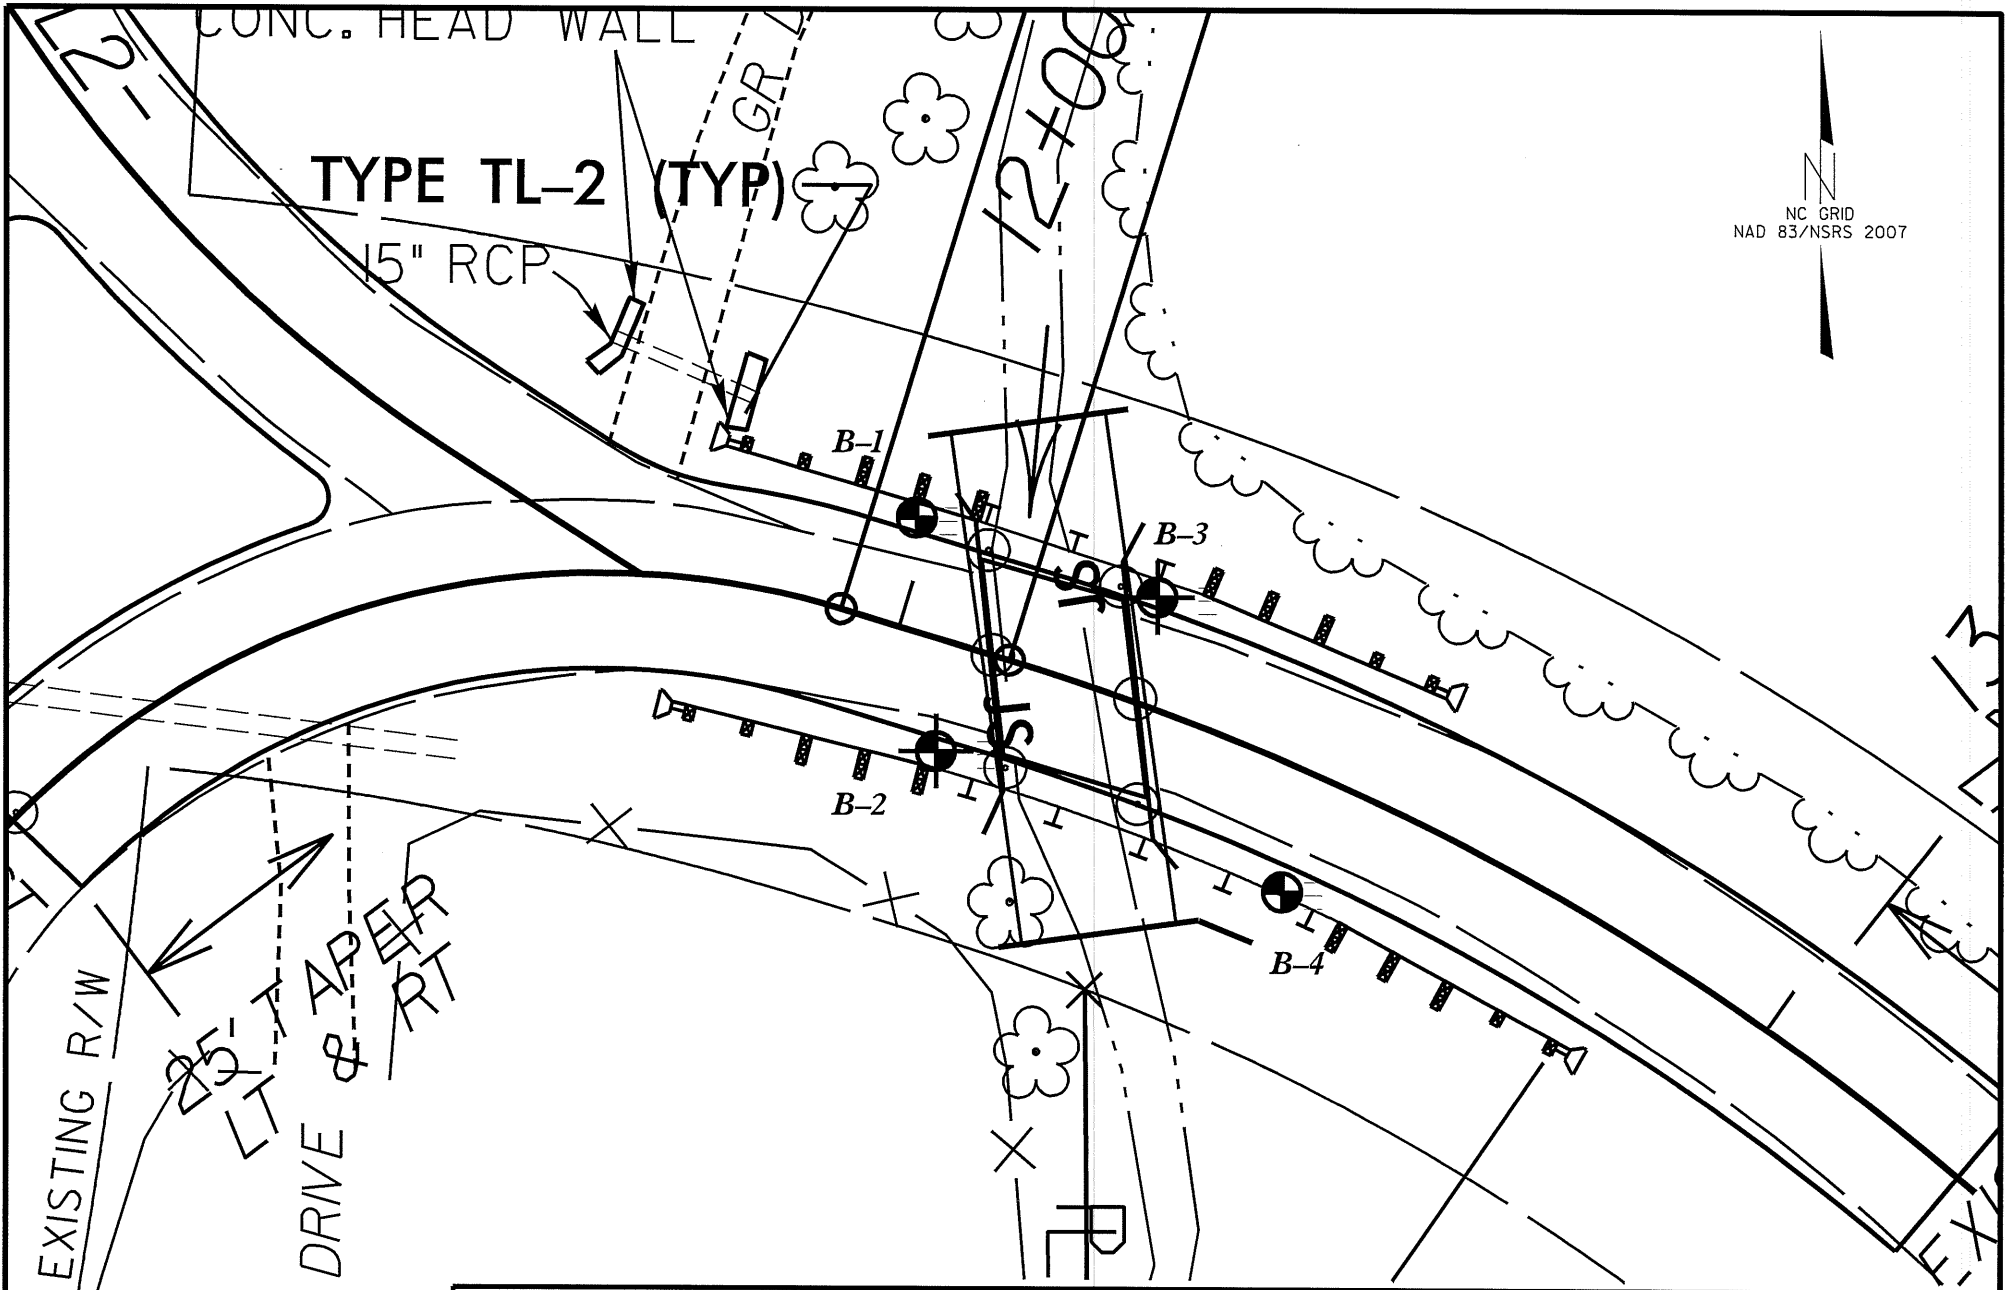 CONC. HEAD WALL
GR
12+00
TYPE TL-2 (TYP)
15" RCP
NC GRID
NAD 83/NSRS 2007
B-1
B-3
B-2
B-4
25' TAPER
LT & RT
EXISTING R/W
DRIVE